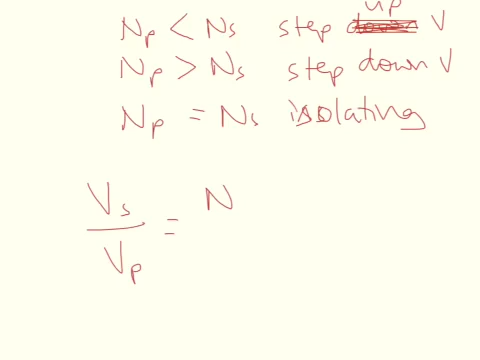 Np < Ns step up V
Np > Ns step down V
Np = Ns isolating
Vs/Vp = N